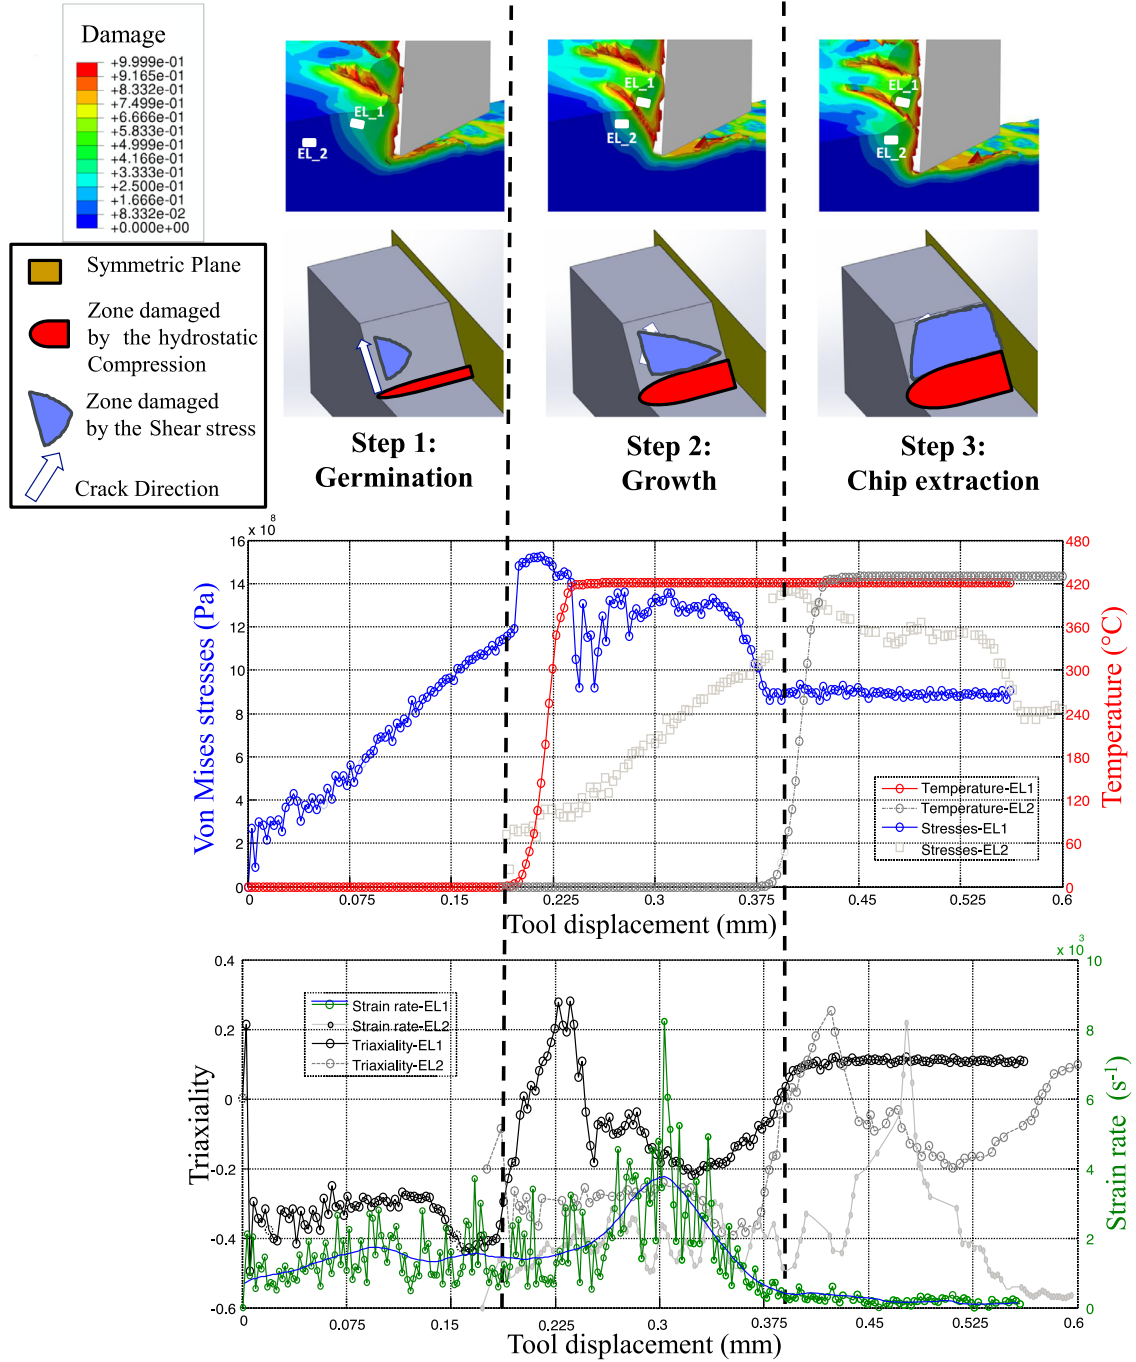 Damage
+9.999e-01
+9.165e-01
+8.332e-01
+7.499e-01
+6.666e-01
+5.833e-01
+4.999e-01
+4.166e-01
+3.333e-01
+2.500e-01
+1.666e-01
+8.332e-02
+0.000e+00
EL_1
EL_2
EL_1
EL_2
EL_1
EL_2
Symmetric Plane
Zone damaged
by the hydrostatic
Compression
Zone damaged
by the Shear stress
Crack Direction
Step 1:
Germination
Step 2:
Growth
Step 3:
Chip extraction
x 10 8
16
14
12
10
8
6
4
2
0
Von Mises stresses (Pa)
480
420
360
300
240
180
120
60
0
Temperature (°C)
Temperature-EL1
Temperature-EL2
Stresses-EL1
Stresses-EL2
0 0.075 0.15 0.225 0.3 0.375 0.45 0.525 0.6
Tool displacement (mm)
x 10 3
0.4
0.2
0
-0.2
-0.4
-0.6
Triaxiality
10
8
6
4
2
0
Strain rate (s-1)
Strain rate-EL1
Strain rate-EL2
Triaxiality-EL1
Triaxiality-EL2
0 0.075 0.15 0.225 0.3 0.375 0.45 0.525 0.6
Tool displacement (mm)